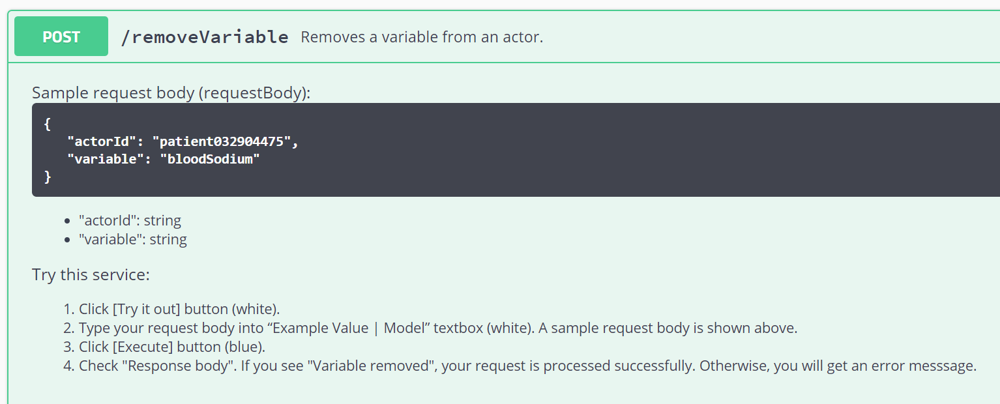 POST /removeVariable Removes a variable from an actor.
Sample request body (requestBody):
{
"actorId": "patient032904475",
"variable": "bloodSodium"
}
• "actorId": string
• "variable": string
Try this service:
1. Click [Try it out] button (white).
2. Type your request body into “Example Value | Model” textbox (white). A sample request body is shown above.
3. Click [Execute] button (blue).
4. Check "Response body". If you see "Variable removed", your request is processed successfully. Otherwise, you will get an error messsage.